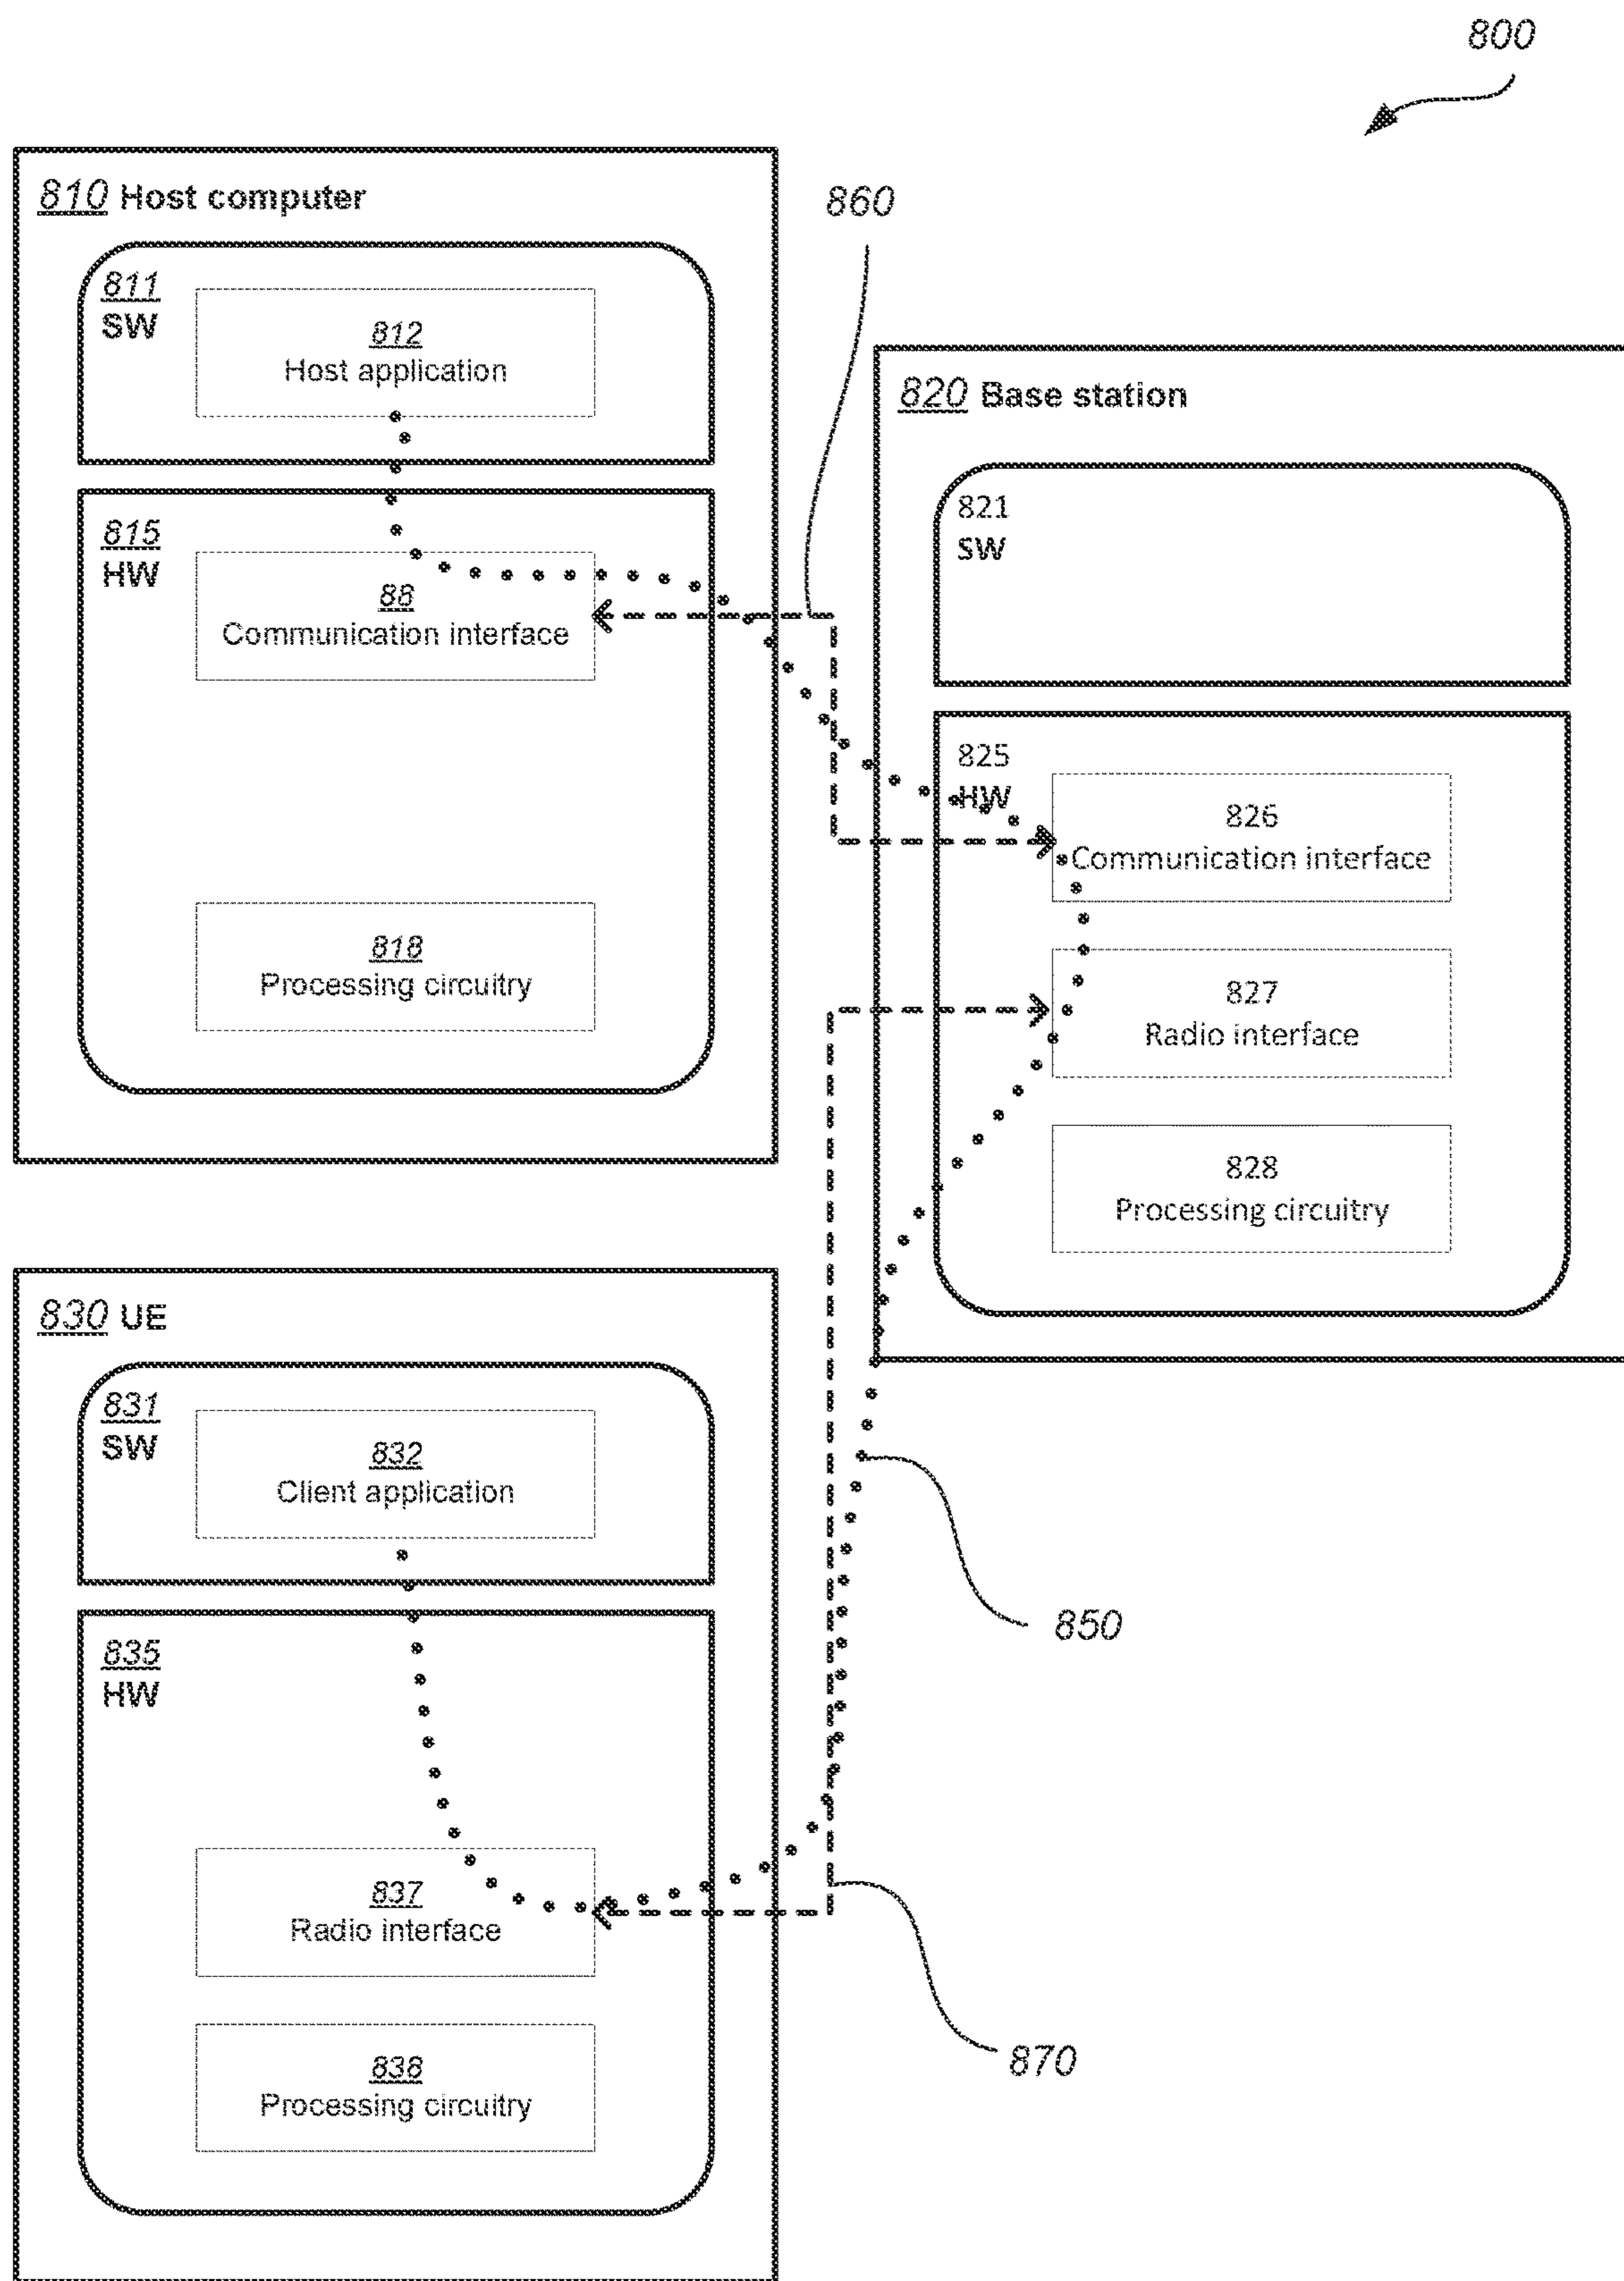 800
810 Host computer
811
SW
812
Host application
815
HW
88
Communication interface
818
Processing circuitry
860
820 Base station
821
SW
825
HW
826
Communication interface
827
Radio interface
828
Processing circuitry
830 UE
831
SW
832
Client application
835
HW
837
Radio interface
838
Processing circuitry
850
870